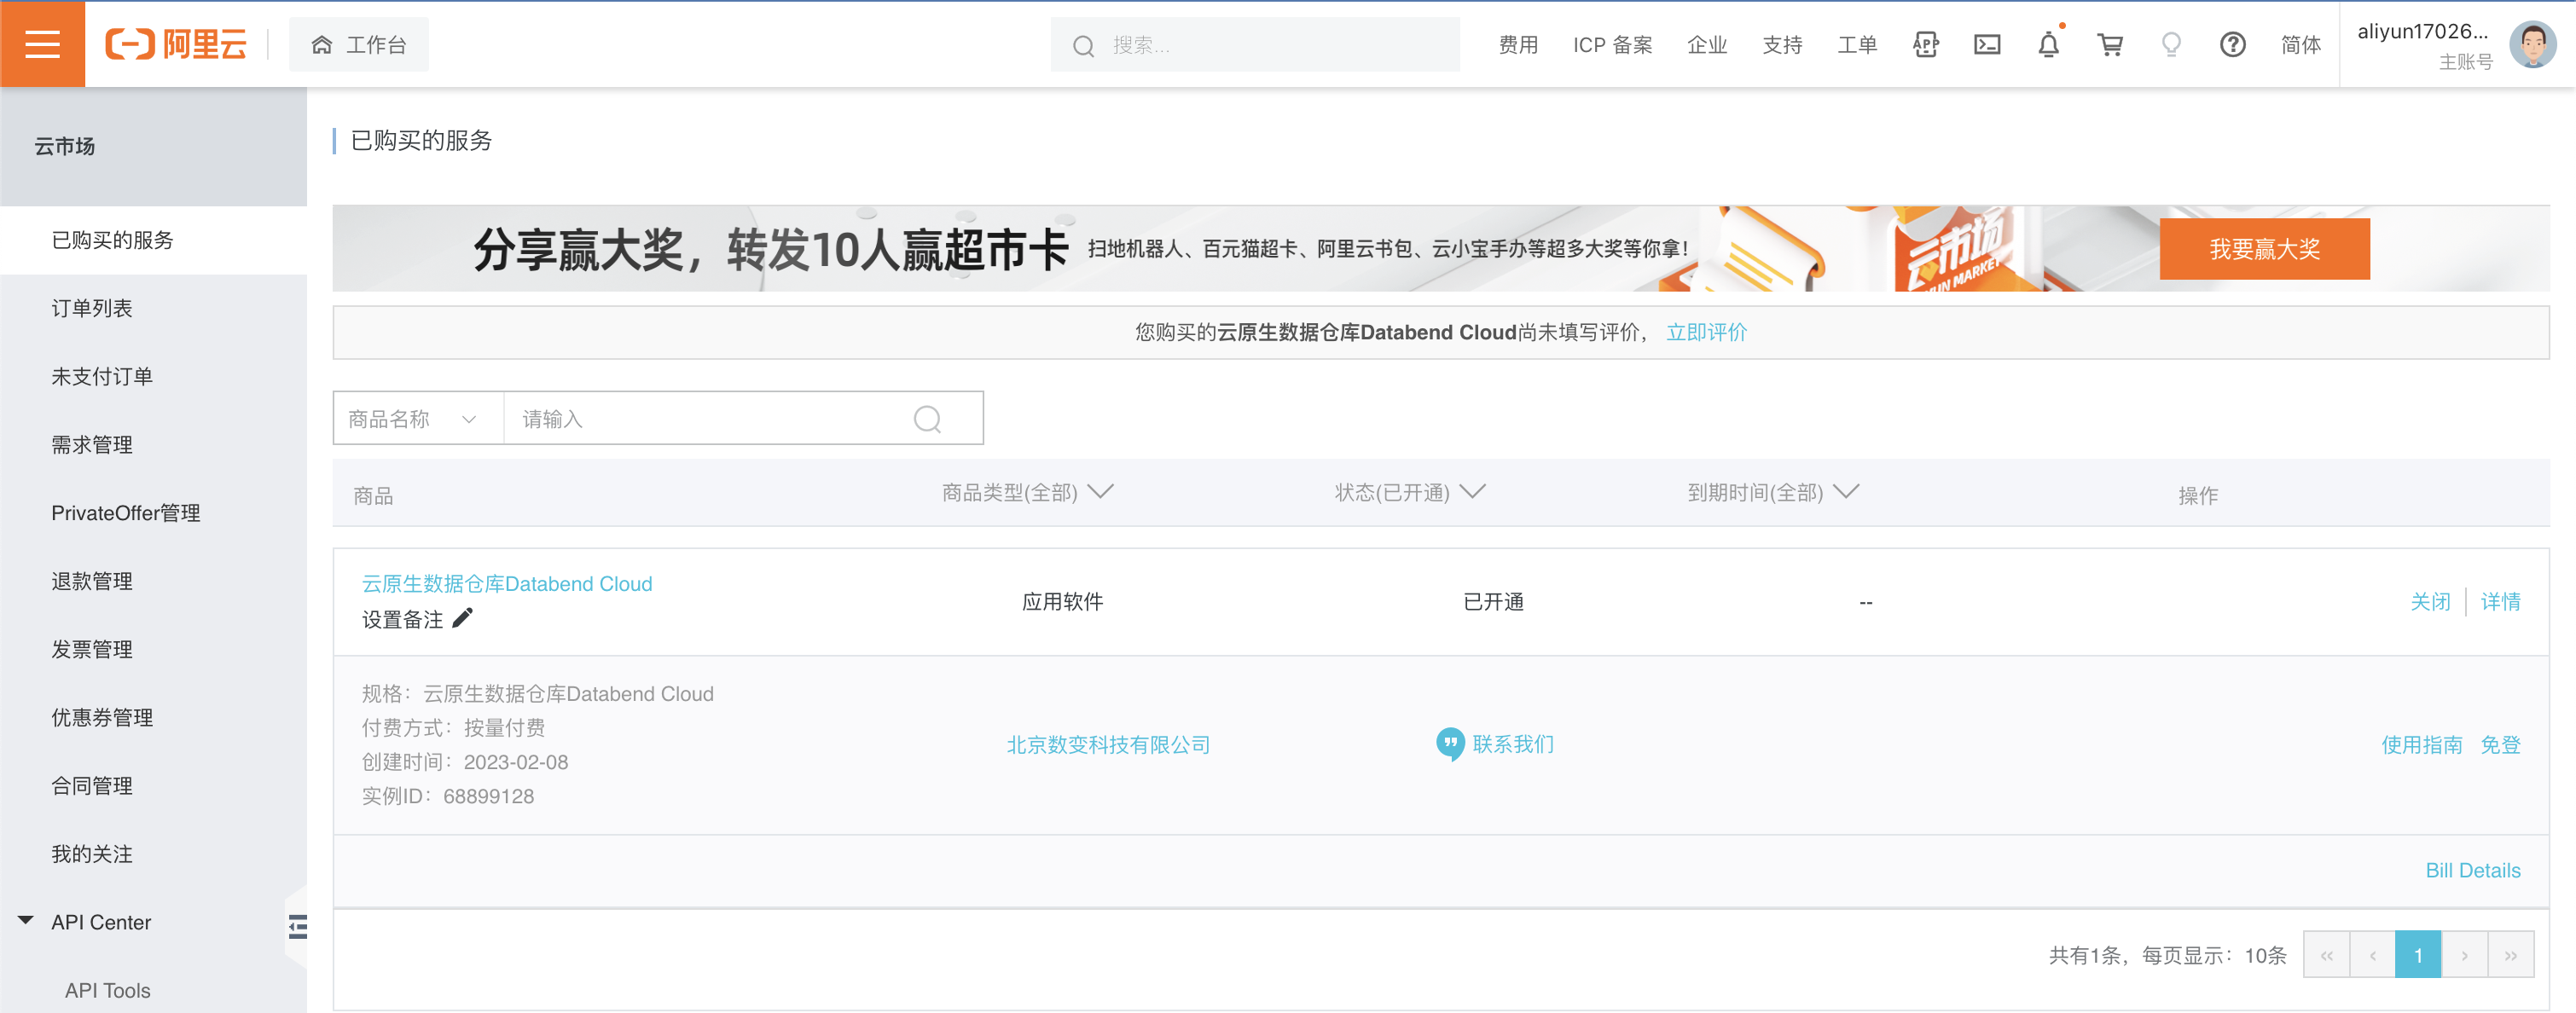 阿里云
工作台
搜索...
费用
ICP 备案
企业
支持
工单
APP
简体
aliyun17026...
主账号
云市场
已购买的服务
订单列表
未支付订单
需求管理
PrivateOffer管理
退款管理
发票管理
优惠券管理
合同管理
我的关注
API Center
API Tools
已购买的服务
分享赢大奖，转发10人赢超市卡
扫地机器人、百元猫超卡、阿里云书包、云小宝手办等超多大奖等你拿！
云市场
我要赢大奖
您购买的云原生数据仓库Databend Cloud尚未填写评价， 立即评价
商品名称
请输入
商品 商品类型(全部) 状态(已开通) 到期时间(全部) 操作
云原生数据仓库Databend Cloud
设置备注
应用软件
已开通
--
关闭 详情
规格：云原生数据仓库Databend Cloud
付费方式：按量付费
创建时间：2023-02-08
实例ID：68899128
北京数变科技有限公司
联系我们
使用指南 免登
Bill Details
共有1条，每页显示：10条 « ‹ 1 › »